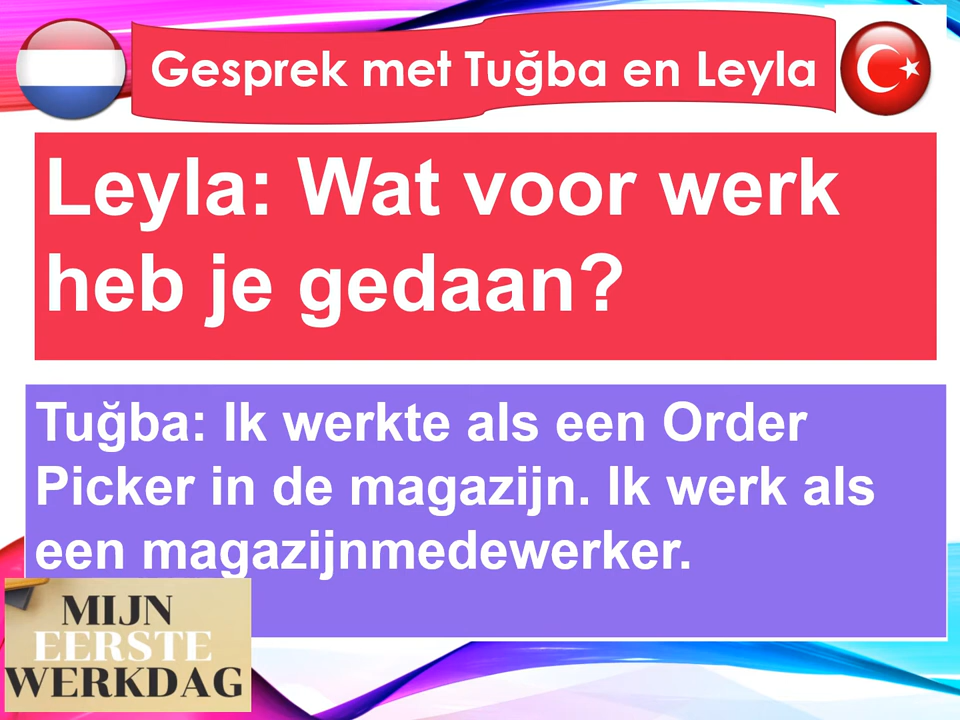 Gesprek met Tuğba en Leyla
Leyla: Wat voor werk
heb je gedaan?
Tuğba: Ik werkte als een Order
Picker in de magazijn. Ik werk als
een magazijnmedewerker.
MIJN
EERSTE
WERKDAG